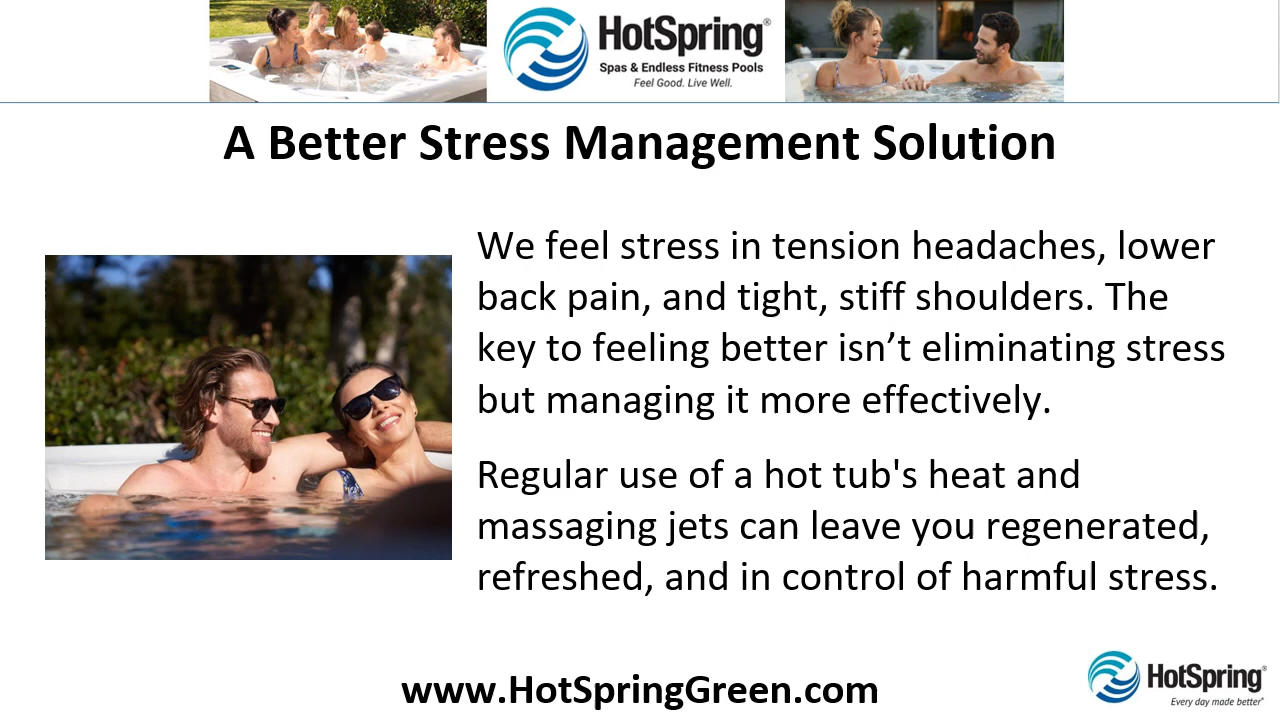 HotSpring®
Spas & Endless Fitness Pools
Feel Good. Live Well.
A Better Stress Management Solution
We feel stress in tension headaches, lower
back pain, and tight, stiff shoulders. The
key to feeling better isn’t eliminating stress
but managing it more effectively.
Regular use of a hot tub's heat and
massaging jets can leave you regenerated,
refreshed, and in control of harmful stress.
www.HotSpringGreen.com
HotSpring®
Every day made better®